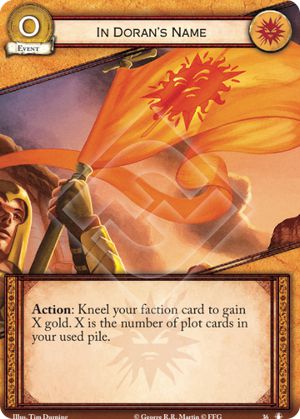 0
IN DORAN'S NAME
EVENT
Action: Kneel your faction card to gain
X gold. X is the number of plot cards in
your used pile.
Illus. Tim Durning © George R.R. Martin © FFG 16